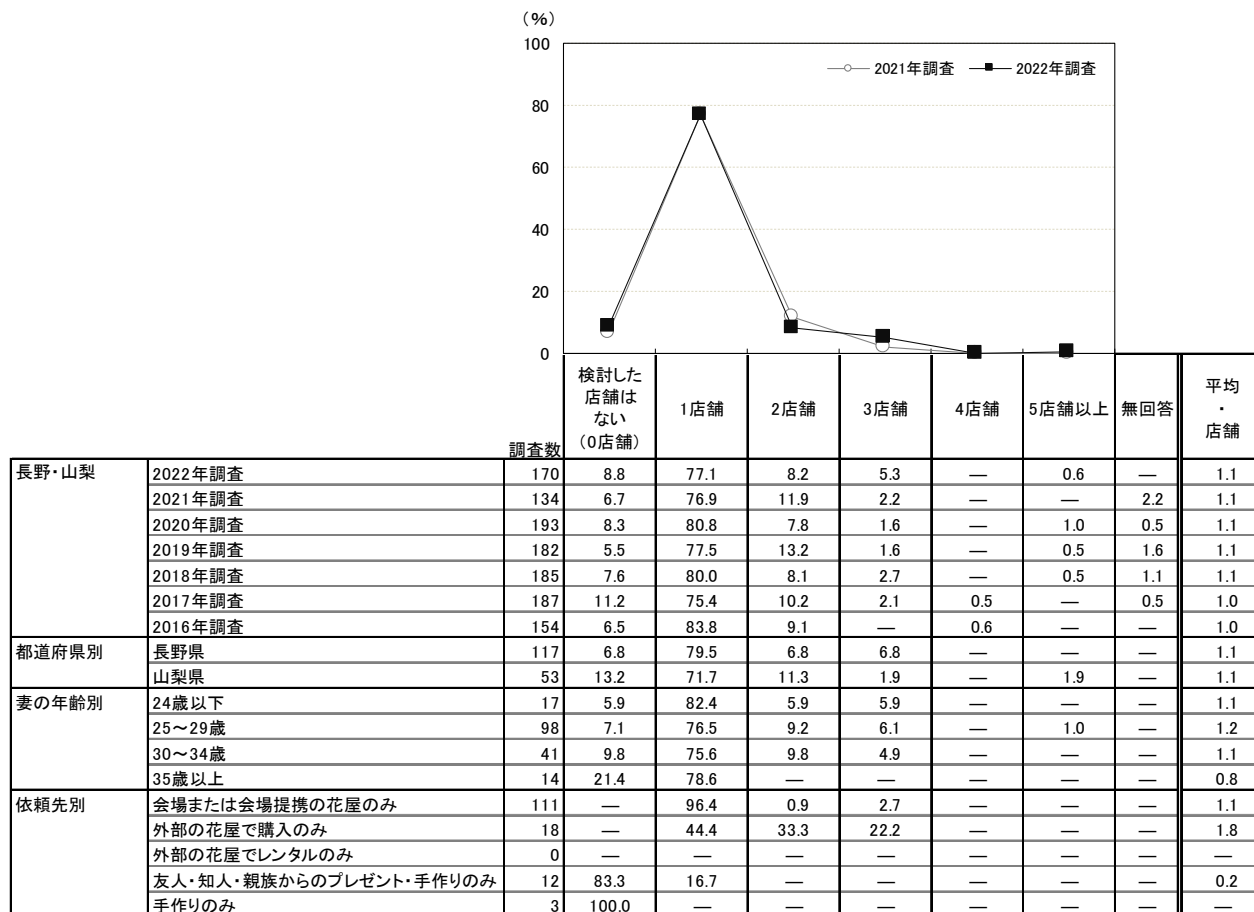 （％）
100
80
60
40
20
0
2021年調査 2022年調査
調査数 検討した店舗はない（0店舗） 1店舗 2店舗 3店舗 4店舗 5店舗以上 無回答 平均・店舗
長野・山梨 2022年調査 170 8.8 77.1 8.2 5.3 — 0.6 — 1.1
2021年調査 134 6.7 76.9 11.9 2.2 — — 2.2 1.1
2020年調査 193 8.3 80.8 7.8 1.6 — 1.0 0.5 1.1
2019年調査 182 5.5 77.5 13.2 1.6 — 0.5 1.6 1.1
2018年調査 185 7.6 80.0 8.1 2.7 — 0.5 1.1 1.1
2017年調査 187 11.2 75.4 10.2 2.1 0.5 — 0.5 1.0
2016年調査 154 6.5 83.8 9.1 — 0.6 — — 1.0
都道府県別 長野県 117 6.8 79.5 6.8 6.8 — — — 1.1
山梨県 53 13.2 71.7 11.3 1.9 — 1.9 — 1.1
妻の年齢別 24歳以下 17 5.9 82.4 5.9 5.9 — — — 1.1
25～29歳 98 7.1 76.5 9.2 6.1 — 1.0 — 1.2
30～34歳 41 9.8 75.6 9.8 4.9 — — — 1.1
35歳以上 14 21.4 78.6 — — — — — 0.8
依頼先別 会場または会場提携の花屋のみ 111 — 96.4 0.9 2.7 — — — 1.1
外部の花屋で購入のみ 18 — 44.4 33.3 22.2 — — — 1.8
外部の花屋でレンタルのみ 0 — — — — — — — —
友人・知人・親族からのプレゼント・手作りのみ 12 83.3 16.7 — — — — — 0.2
手作りのみ 3 100.0 — — — — — — —